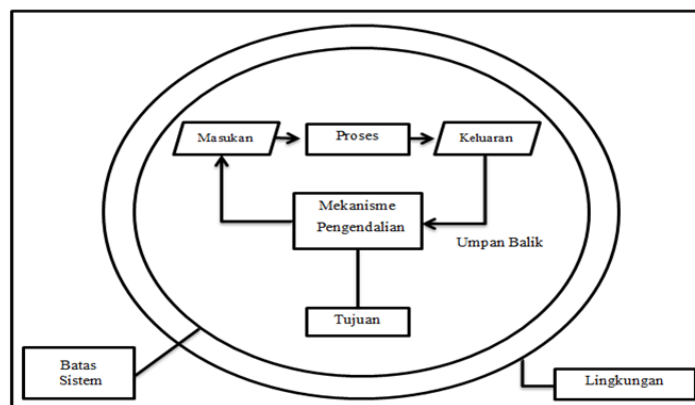 Masukan
Proses
Keluaran
Mekanisme
Pengendalian
Umpan Balik
Tujuan
Batas
Sistem
Lingkungan